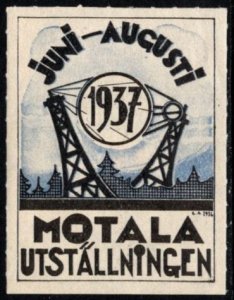 JUNI-AUGUSTI
1937
MOTALA
UTSTÄLLNINGEN